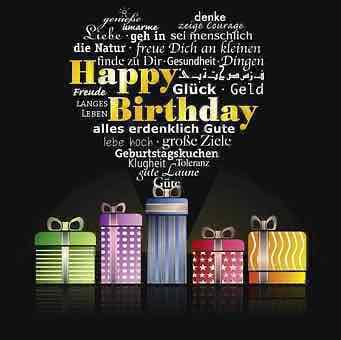 genieße denke
umarme zeige Courage
Liebe · geh in sei menschlich
die Natur · freue Dich an kleinen
finde zu Dir · Gesundheit · Dingen
Happy
Freude Glück · Geld
LANGES
LEBEN
Birthday
alles erdenklich Gute
lebe hoch · große Ziele
Geburtstagskuchen
Klugheit · Toleranz
gute Laune
Güte